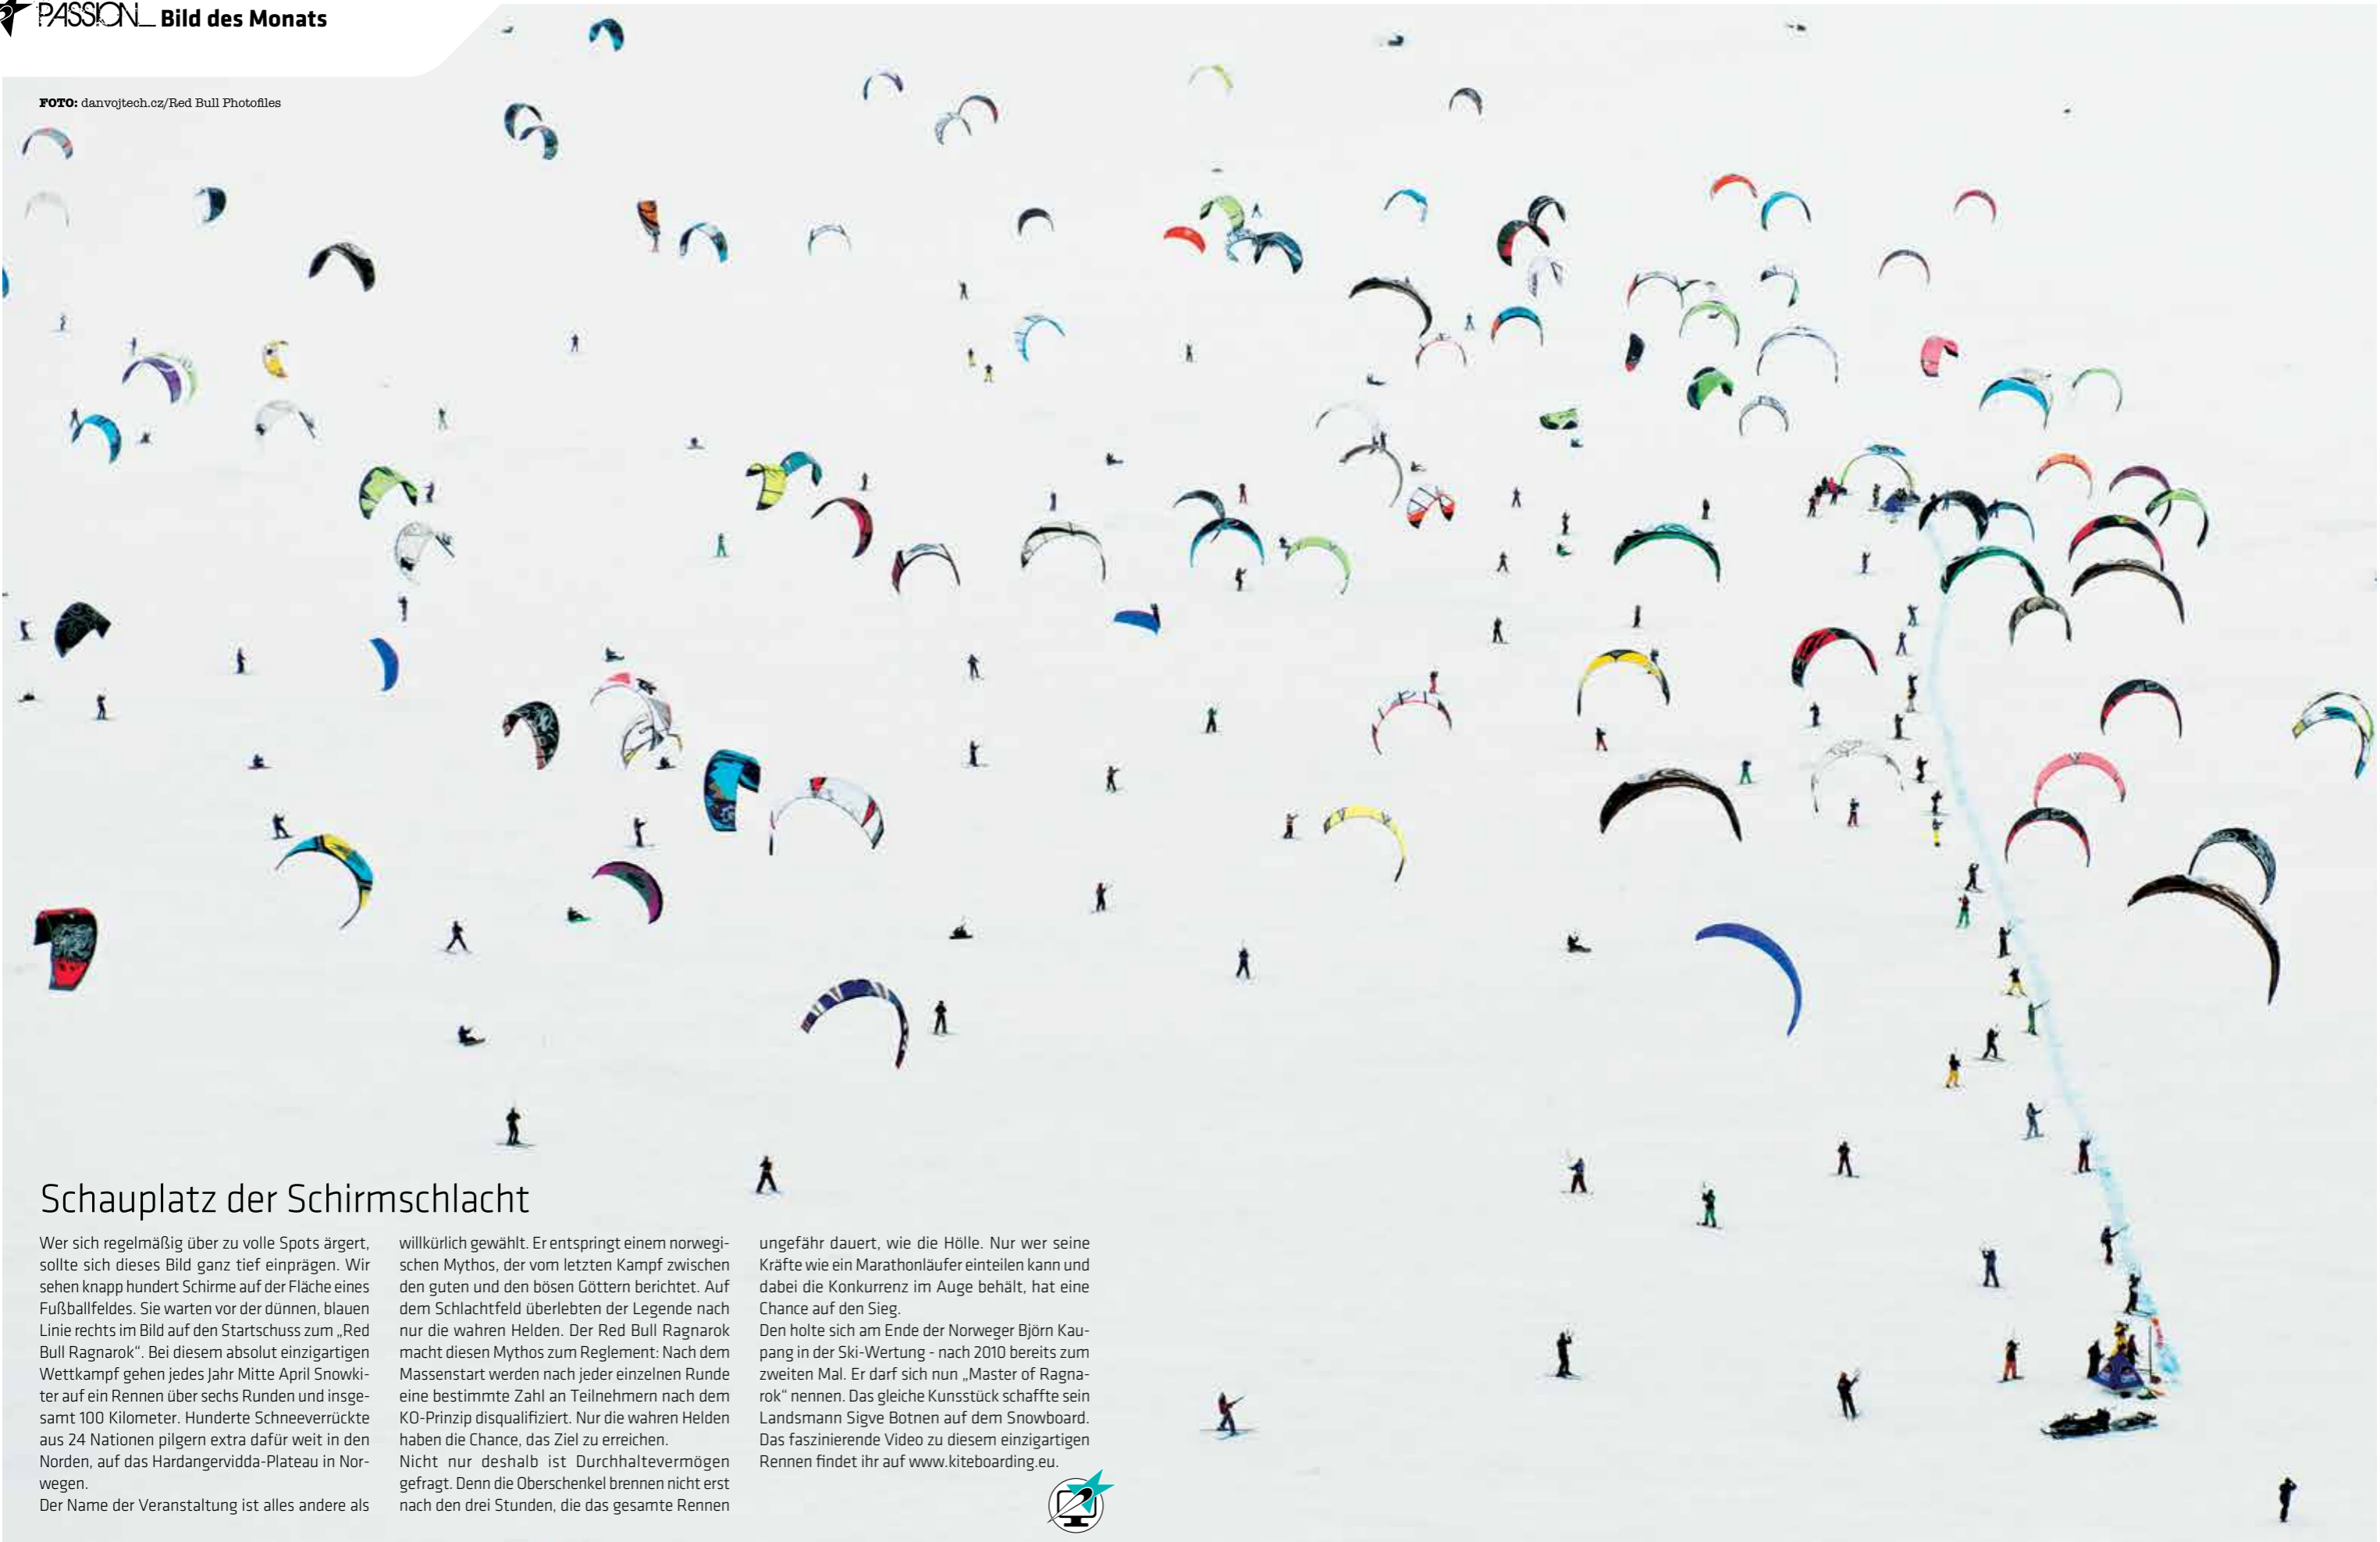 PASSION_ Bild des Monats
FOTO: danvojtech.cz/Red Bull Photofiles
Schauplatz der Schirmschlacht
Wer sich regelmäßig über zu volle Spots ärgert,
sollte sich dieses Bild ganz tief einprägen. Wir
sehen knapp hundert Schirme auf der Fläche eines
Fußballfeldes. Sie warten vor der dünnen, blauen
Linie rechts im Bild auf den Startschuss zum „Red
Bull Ragnarok“. Bei diesem absolut einzigartigen
Wettkampf gehen jedes Jahr Mitte April Snowki-
ter auf ein Rennen über sechs Runden und insge-
samt 100 Kilometer. Hunderte Schneeverrückte
aus 24 Nationen pilgern extra dafür weit in den
Norden, auf das Hardangervidda-Plateau in Nor-
wegen.
Der Name der Veranstaltung ist alles andere als
willkürlich gewählt. Er entspringt einem norwegi-
schen Mythos, der vom letzten Kampf zwischen
den guten und den bösen Göttern berichtet. Auf
dem Schlachtfeld überlebten der Legende nach
nur die wahren Helden. Der Red Bull Ragnarok
macht diesen Mythos zum Reglement: Nach dem
Massenstart werden nach jeder einzelnen Runde
eine bestimmte Zahl an Teilnehmern nach dem
KO-Prinzip disqualifiziert. Nur die wahren Helden
haben die Chance, das Ziel zu erreichen.
Nicht nur deshalb ist Durchhaltevermögen
gefragt. Denn die Oberschenkel brennen nicht erst
nach den drei Stunden, die das gesamte Rennen
ungefähr dauert, wie die Hölle. Nur wer seine
Kräfte wie ein Marathonläufer einteilen kann und
dabei die Konkurrenz im Auge behält, hat eine
Chance auf den Sieg.
Den holte sich am Ende der Norweger Björn Kau-
pang in der Ski-Wertung - nach 2010 bereits zum
zweiten Mal. Er darf sich nun „Master of Ragna-
rok“ nennen. Das gleiche Kunsstück schaffte sein
Landsmann Sigve Botnen auf dem Snowboard.
Das faszinierende Video zu diesem einzigartigen
Rennen findet ihr auf www.kiteboarding.eu.